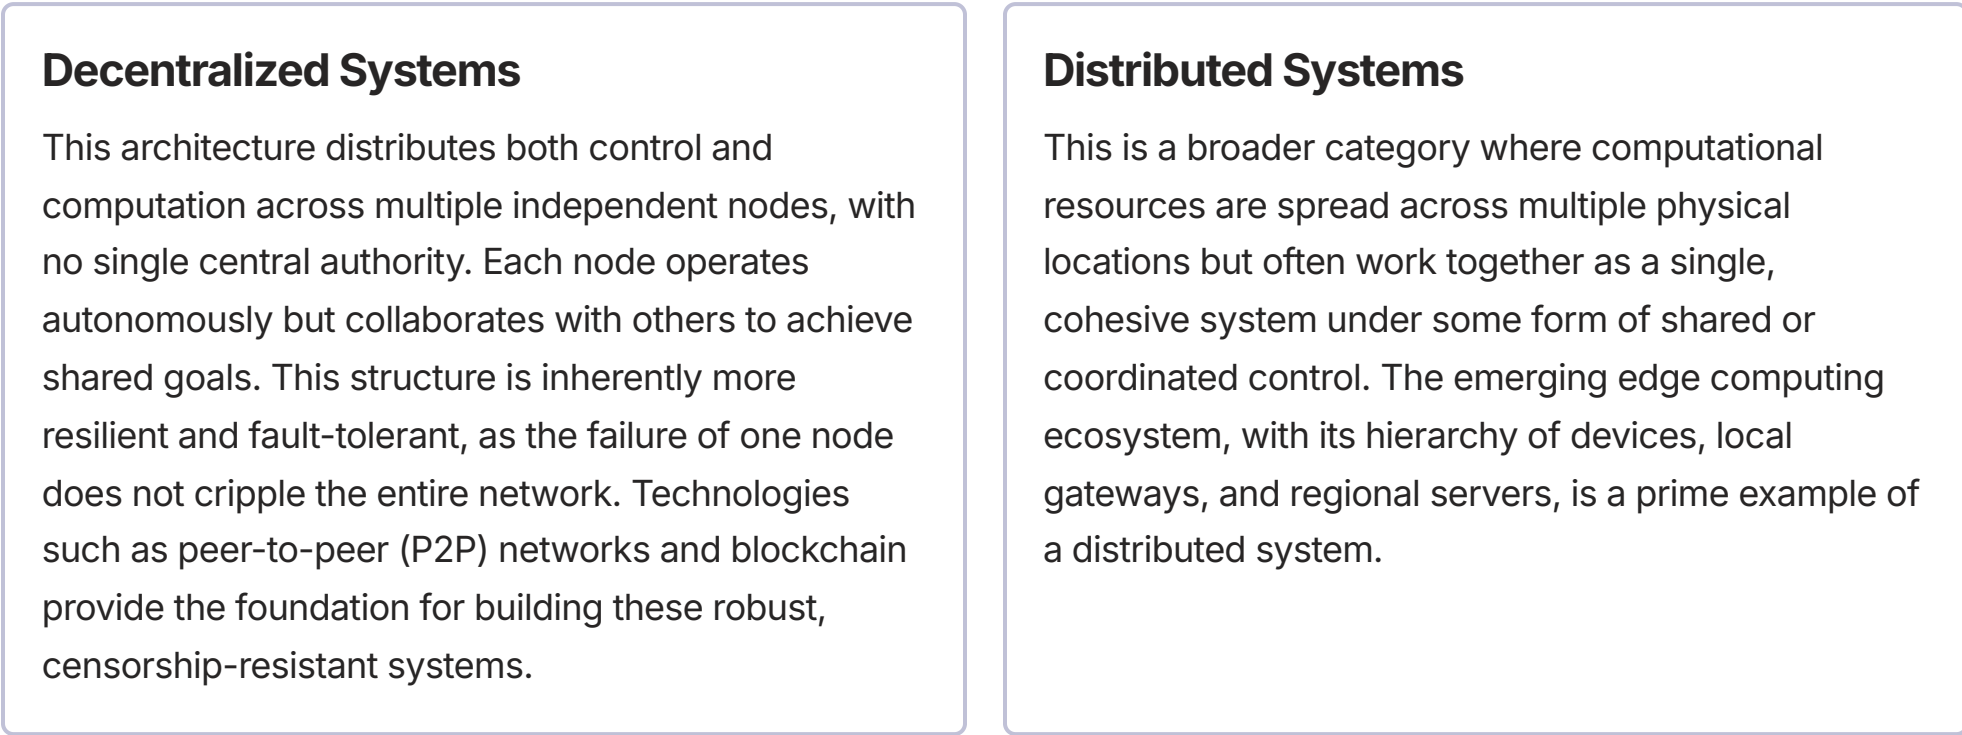 Decentralized Systems
This architecture distributes both control and
computation across multiple independent nodes, with
no single central authority. Each node operates
autonomously but collaborates with others to achieve
shared goals. This structure is inherently more
resilient and fault-tolerant, as the failure of one node
does not cripple the entire network. Technologies
such as peer-to-peer (P2P) networks and blockchain
provide the foundation for building these robust,
censorship-resistant systems.
Distributed Systems
This is a broader category where computational
resources are spread across multiple physical
locations but often work together as a single,
cohesive system under some form of shared or
coordinated control. The emerging edge computing
ecosystem, with its hierarchy of devices, local
gateways, and regional servers, is a prime example of
a distributed system.